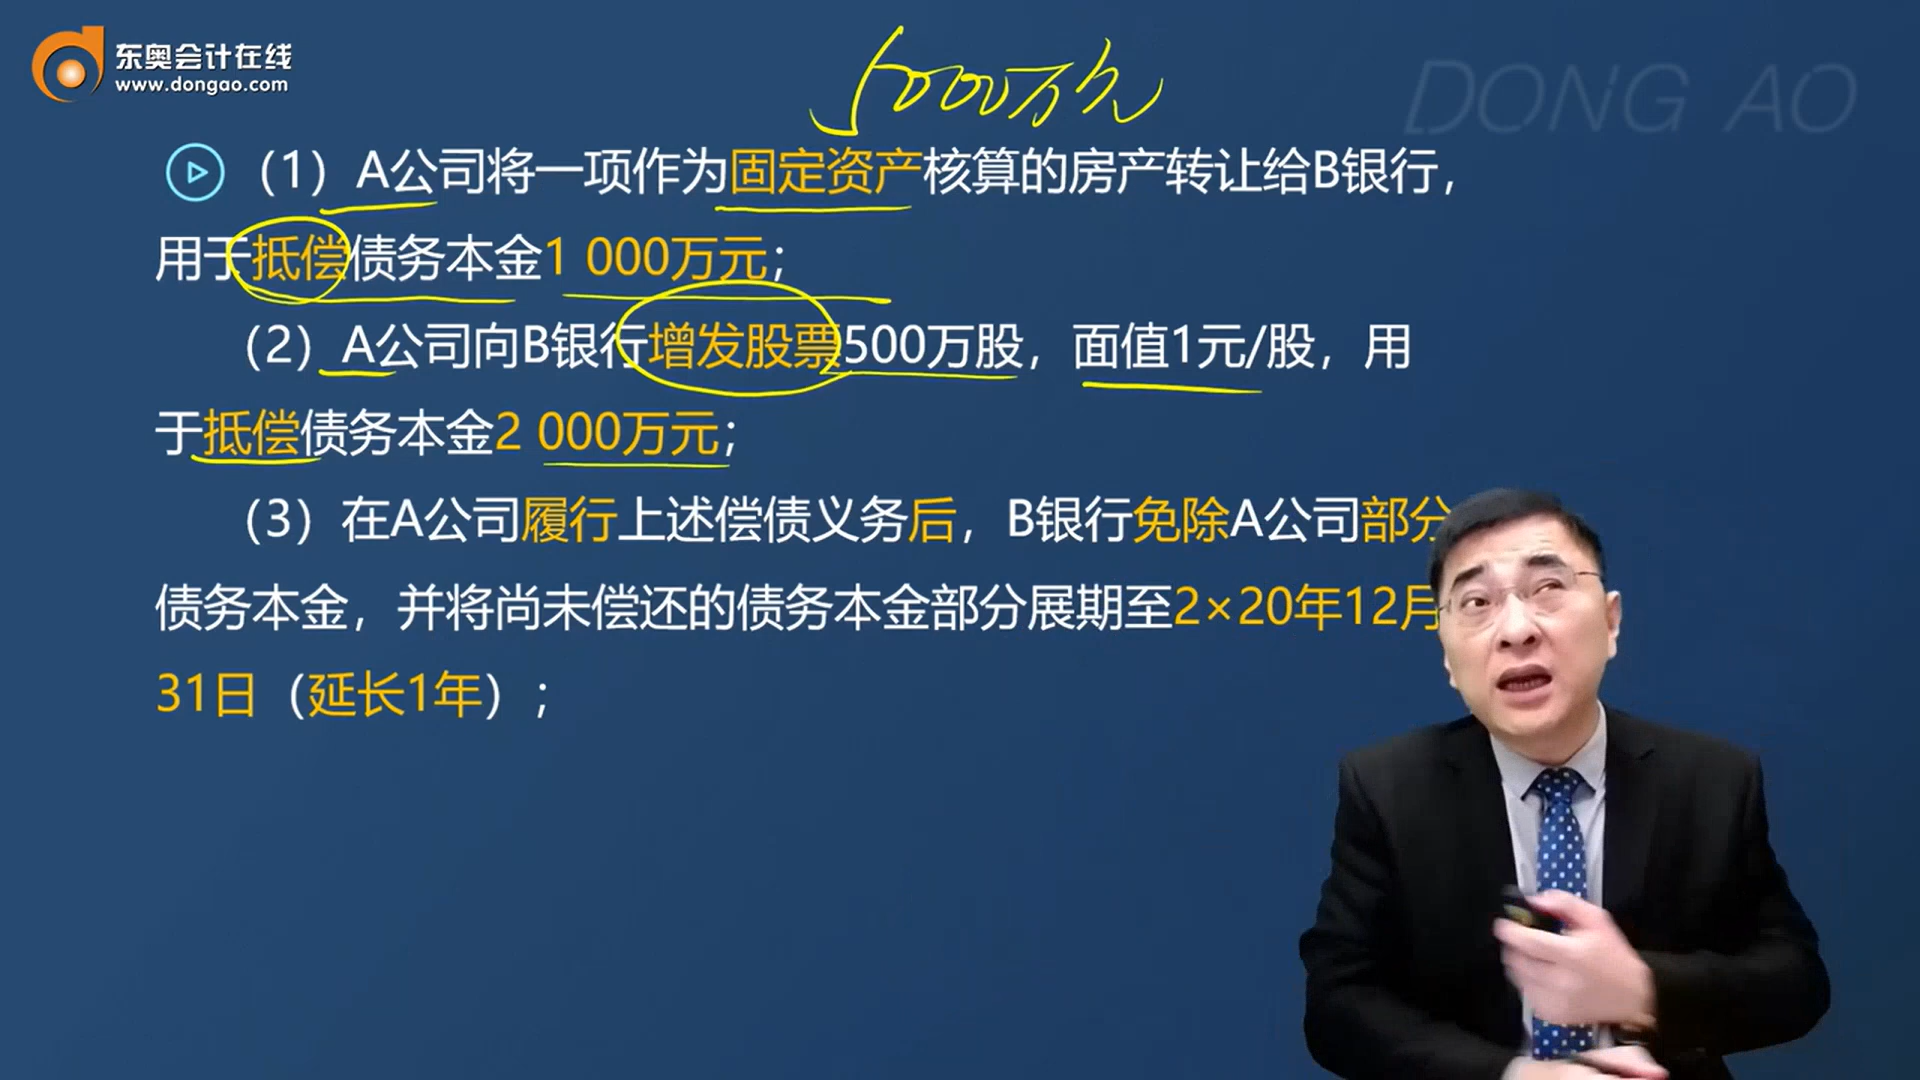 东奥会计在线
www.dongao.com
DONG AO
5000万元
（1）A公司将一项作为固定资产核算的房产转让给B银行，
用于抵偿债务本金1 000万元；
（2）A公司向B银行增发股票500万股，面值1元/股，用
于抵偿债务本金2 000万元；
（3）在A公司履行上述偿债义务后，B银行免除A公司部分
债务本金，并将尚未偿还的债务本金部分展期至2×20年12月
31日（延长1年）；